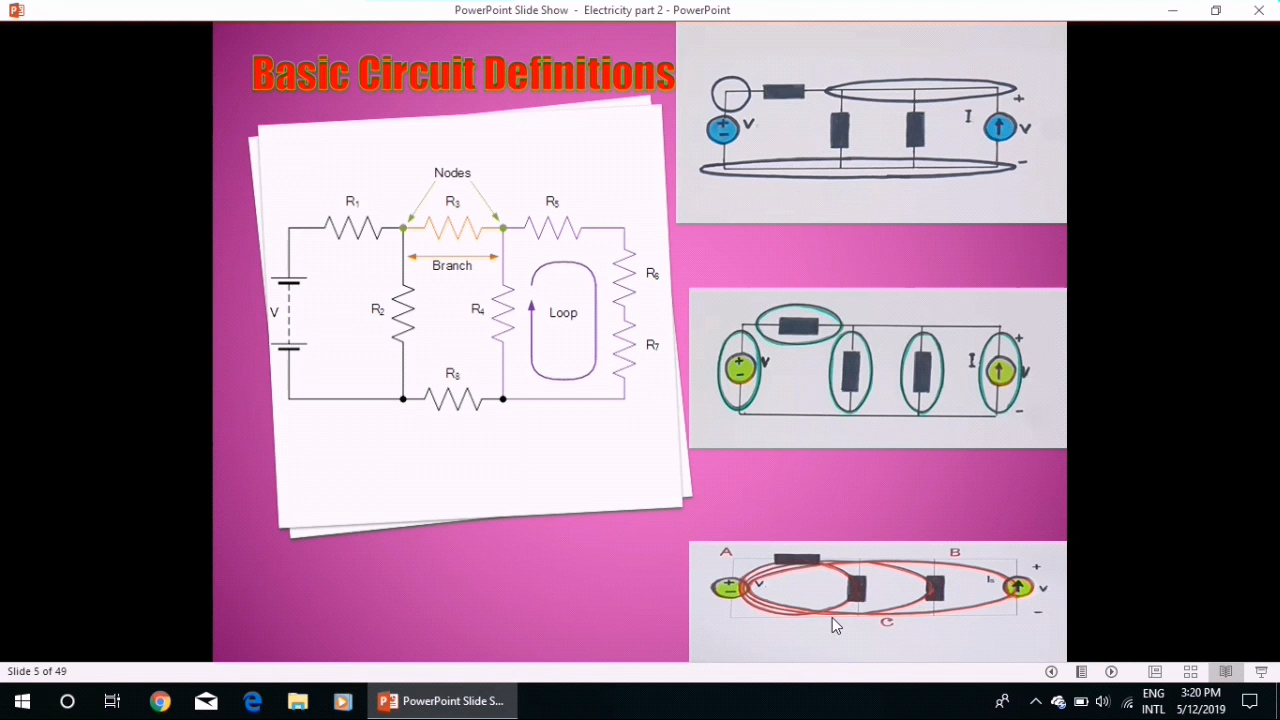 PowerPoint Slide Show - Electricity part 2 - PowerPoint
Basic Circuit Definitions
Nodes
R1
R3
R5
Branch
R6
V
R2
R4
Loop
R7
R8
+
−
V
I
+
V
-
+
−
V
I
+
V
-
A
B
+
−
V
+
V
-
C
Slide 5 of 49
PowerPoint Slide S...
ENG
INTL
3:20 PM
5/12/2019